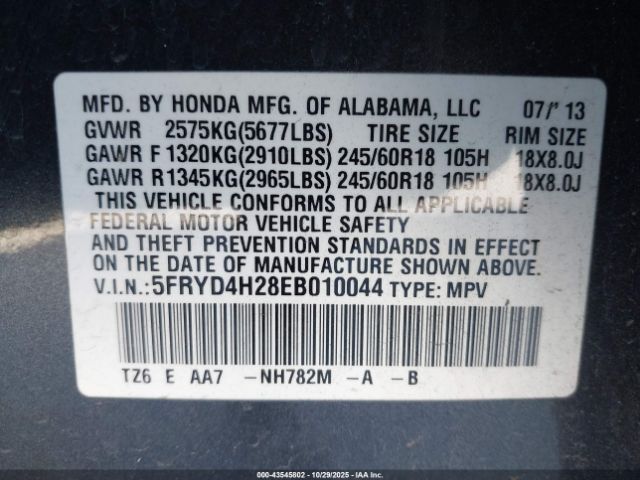 MFD. BY HONDA MFG. OF ALABAMA, LLC 07/' 13
GVWR 2575KG(5677LBS) TIRE SIZE RIM SIZE
GAWR F 1320KG(2910LBS) 245/60R18 105H 18X8.0J
GAWR R 1345KG(2965LBS) 245/60R18 105H 18X8.0J
THIS VEHICLE CONFORMS TO ALL APPLICABLE
FEDERAL MOTOR VEHICLE SAFETY
AND THEFT PREVENTION STANDARDS IN EFFECT
ON THE DATE OF MANUFACTURE SHOWN ABOVE.
V.I.N.:5FRYD4H28EB010044 TYPE: MPV
TZ6 E AA7 -NH782M -A -B
000-43545802 - 10/29/2025 - IAAI.com